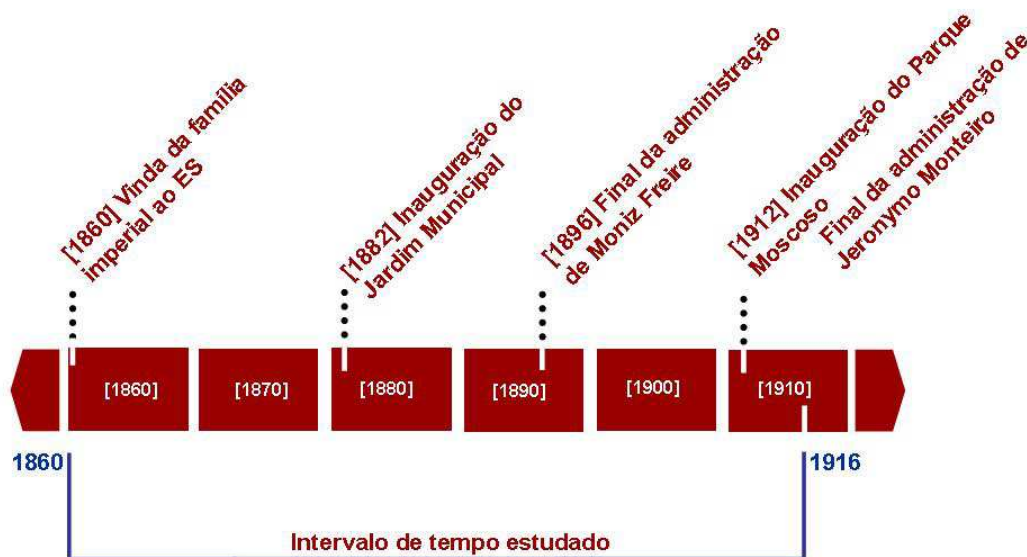 [1860] Vinda da família
imperial ao ES
[1882] Inauguração do
Jardim Municipal
[1896] Final da administração
de Moniz Freire
[1912] Inauguração do Parque
Moscoso
Final da administração de
Jeronymo Monteiro
[1860]
[1870]
[1880]
[1890]
[1900]
[1910]
1860
1916
Intervalo de tempo estudado